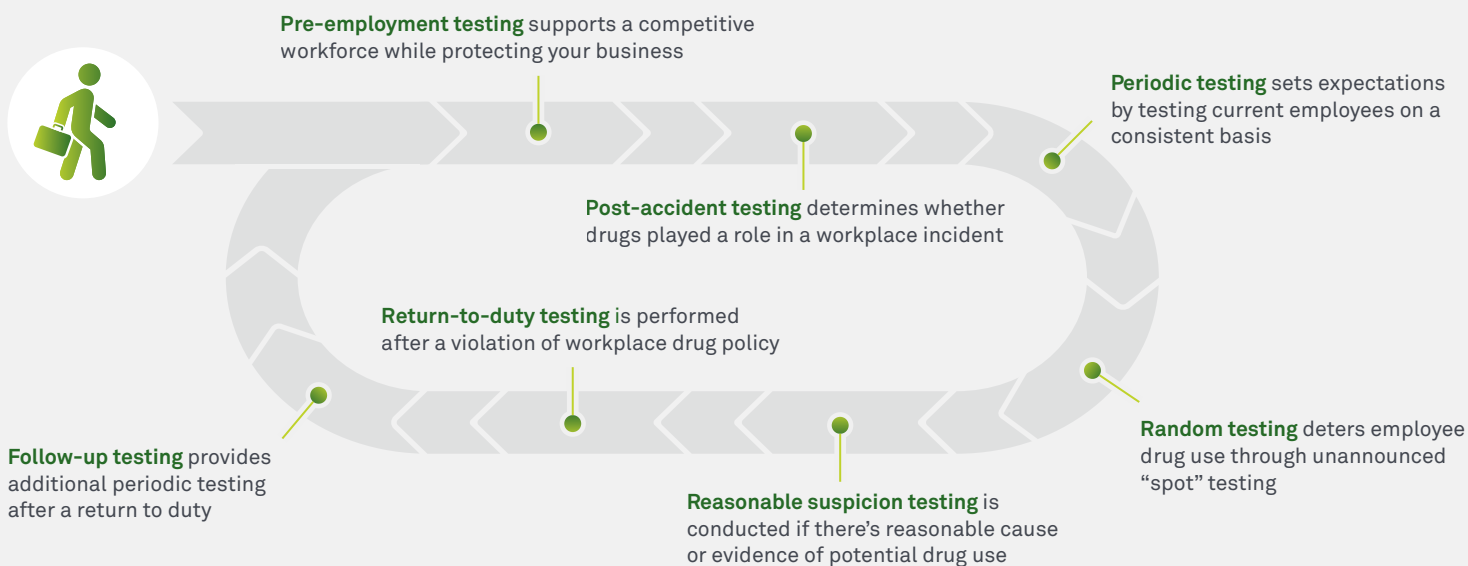 Pre-employment testing supports a competitive
workforce while protecting your business
Periodic testing sets expectations
by testing current employees on a
consistent basis
Post-accident testing determines whether
drugs played a role in a workplace incident
Return-to-duty testing is performed
after a violation of workplace drug policy
Random testing deters employee
drug use through unannounced
“spot” testing
Follow-up testing provides
additional periodic testing
after a return to duty
Reasonable suspicion testing is
conducted if there’s reasonable cause
or evidence of potential drug use